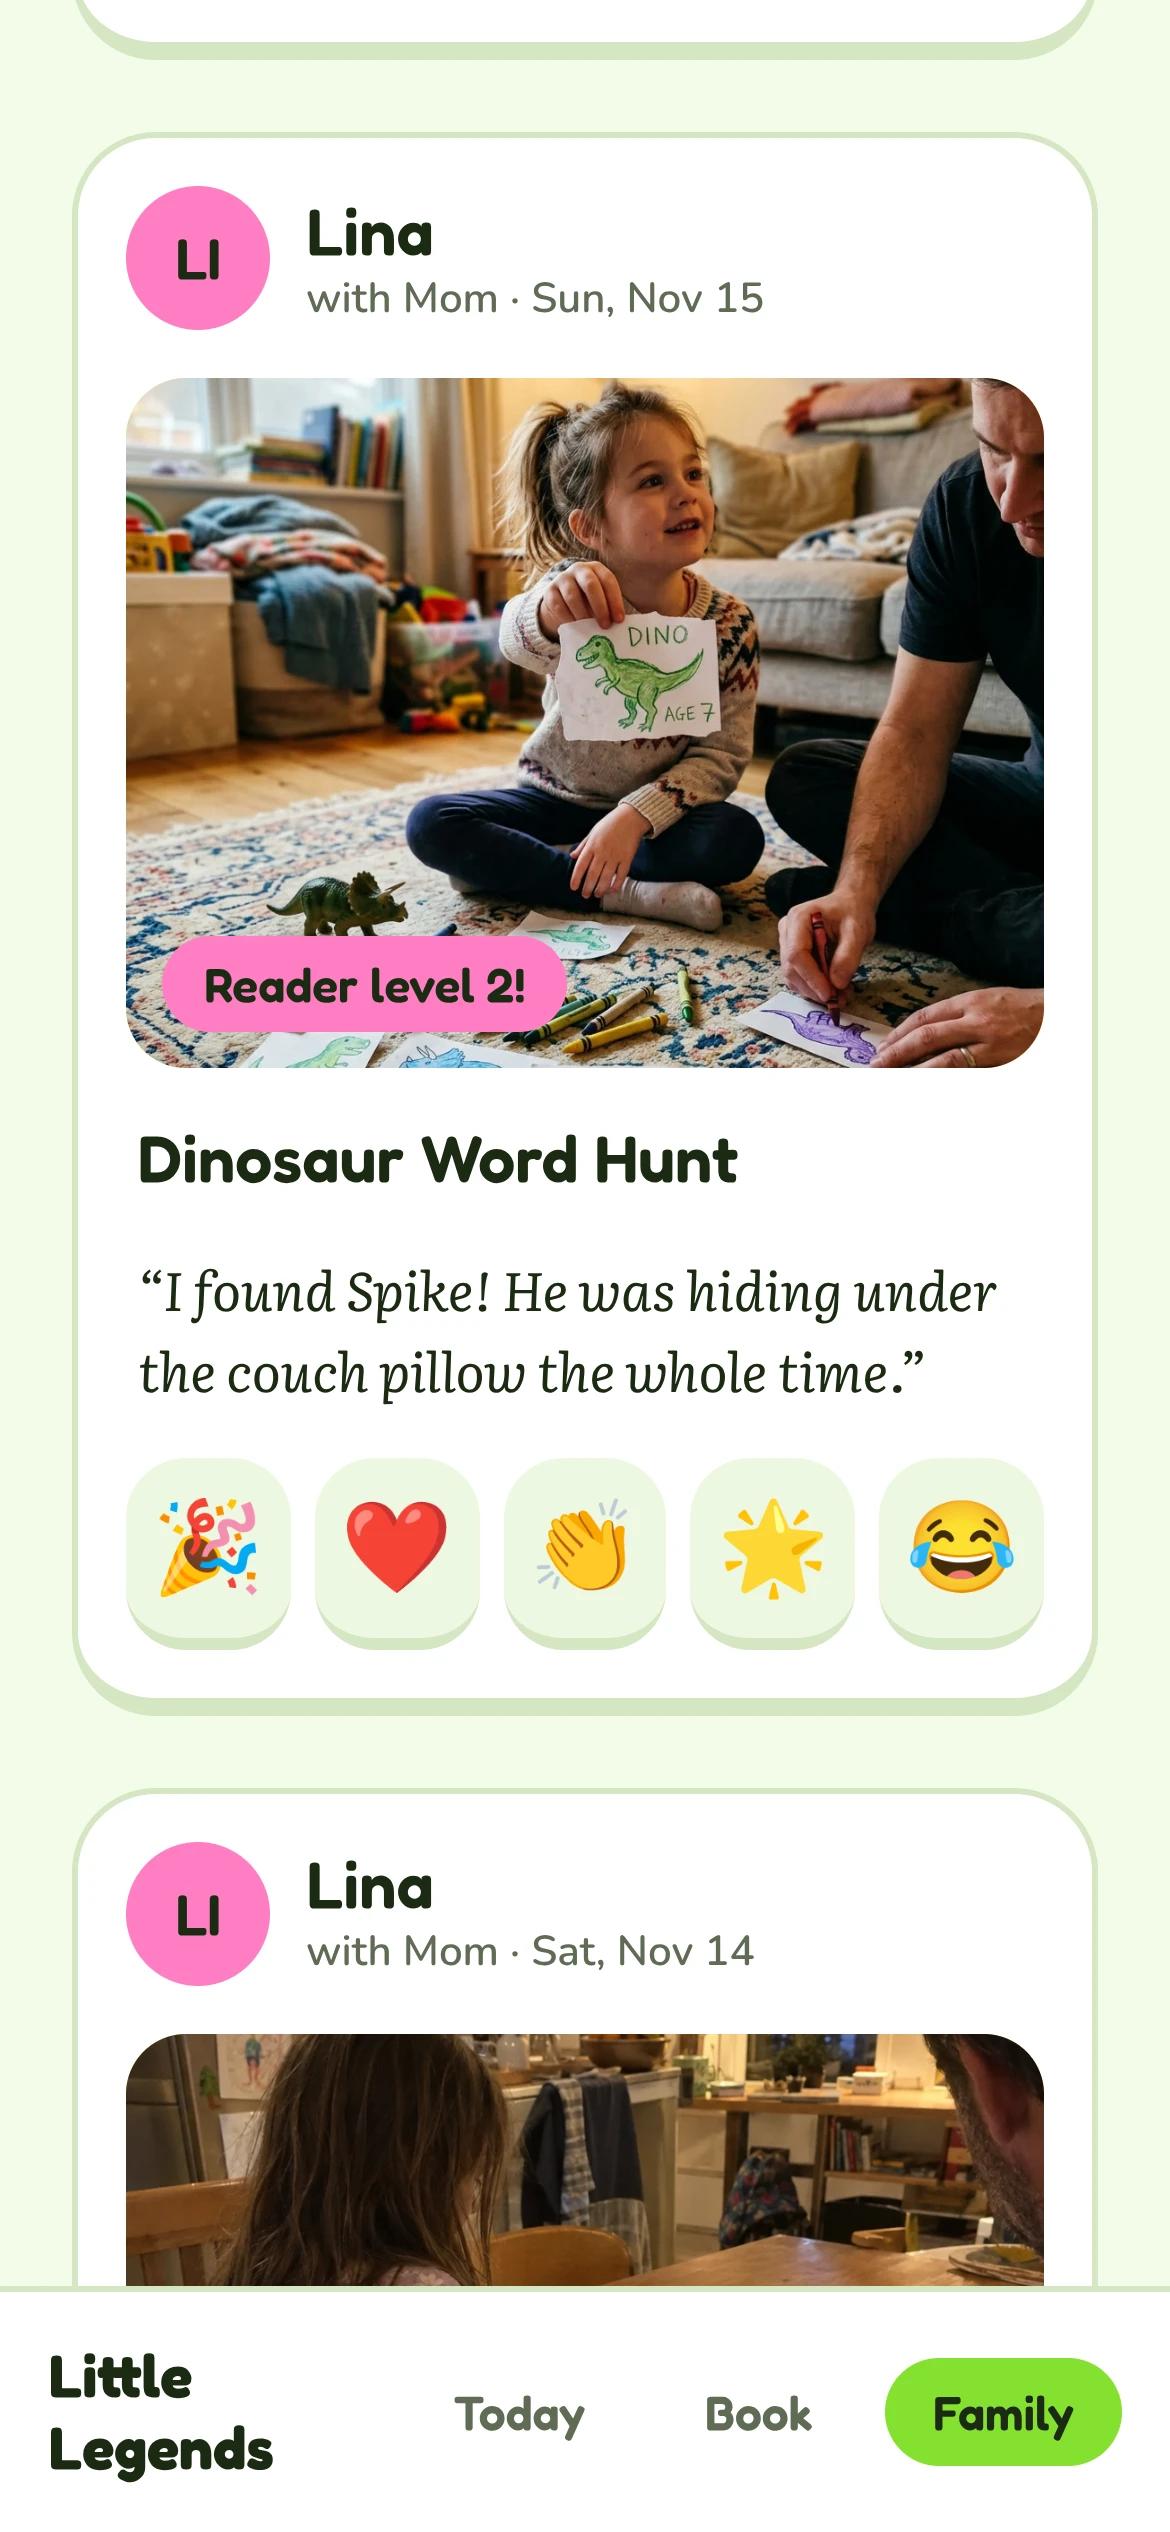 LI
Lina
with Mom · Sun, Nov 15
DINO
AGE 7
Reader level 2!
Dinosaur Word Hunt
“I found Spike! He was hiding under
the couch pillow the whole time.”
LI
Lina
with Mom · Sat, Nov 14
Little
Legends
Today
Book
Family